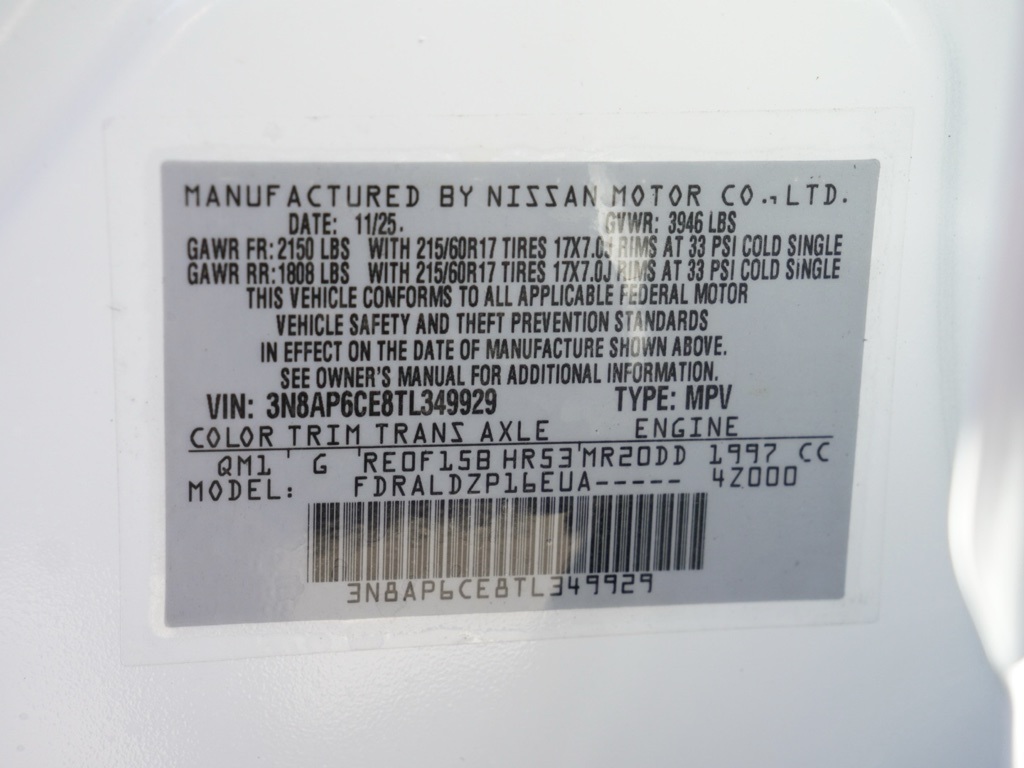 MANUFACTURED BY NISSAN MOTOR CO., LTD.
DATE: 11/25. GVWR: 3946 LBS
GAWR FR: 2150 LBS WITH 215/60R17 TIRES 17X7.0J RIMS AT 33 PSI COLD SINGLE
GAWR RR: 1808 LBS WITH 215/60R17 TIRES 17X7.0J RIMS AT 33 PSI COLD SINGLE
THIS VEHICLE CONFORMS TO ALL APPLICABLE FEDERAL MOTOR
VEHICLE SAFETY AND THEFT PREVENTION STANDARDS
IN EFFECT ON THE DATE OF MANUFACTURE SHOWN ABOVE.
SEE OWNER'S MANUAL FOR ADDITIONAL INFORMATION.
VIN: 3N8AP6CE8TL349929 TYPE: MPV
COLOR TRIM TRANS AXLE ENGINE
QM1 G RE0F15B HR53 MR20DD 1997 CC
MODEL: FDRALDZP16EUA----- 4Z000
3N8AP6CE8TL349929